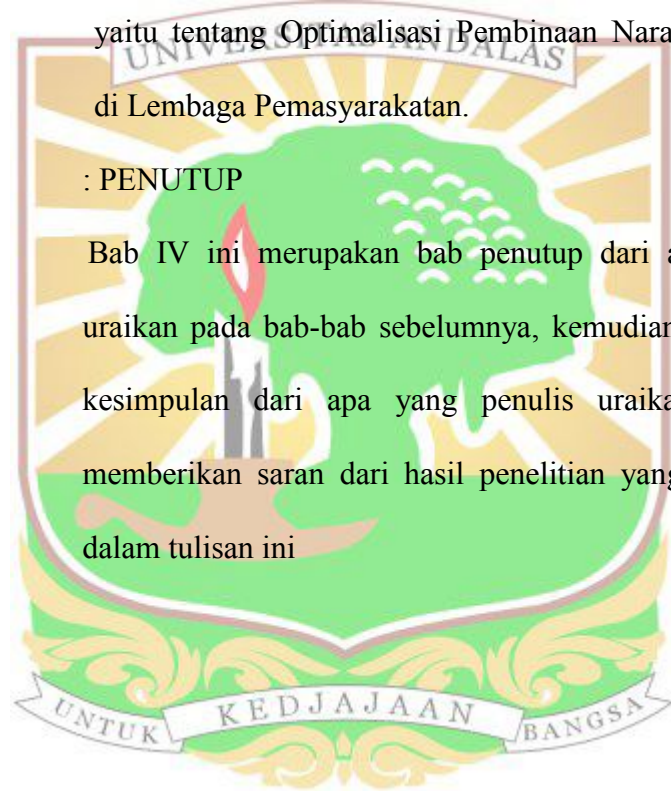 yaitu tentang Optimalisasi Pembinaan Nara
UNIVERSITAS ANDALAS
di Lembaga Pemasyarakatan.
: PENUTUP
Bab IV ini merupakan bab penutup dari a
uraikan pada bab-bab sebelumnya, kemudian
kesimpulan dari apa yang penulis uraika
memberikan saran dari hasil penelitian yang
dalam tulisan ini
UNTUK KEDJAJAAN BANGSA